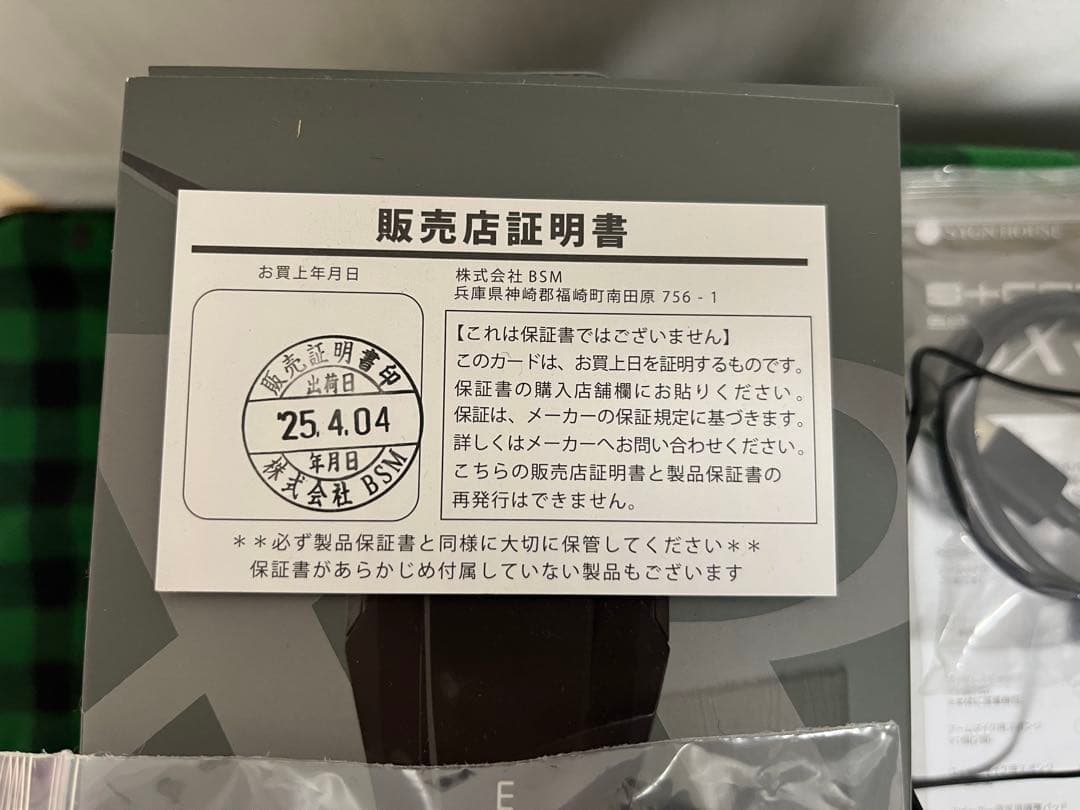 販売店証明書
お買上年月日
販売証明書印
出荷日
'25.4.04
年月日
株式会社 BSM
株式会社 BSM
兵庫県神崎郡福崎町南田原 756 - 1
【これは保証書ではございません】
このカードは、お買上日を証明するものです。
保証書の購入店舗欄にお貼りください。
保証は、メーカーの保証規定に基づきます。
詳しくはメーカーへお問い合わせください。
こちらの販売店証明書と製品保証書の
再発行はできません。
＊＊必ず製品保証書と同様に大切に保管してください＊＊
保証書があらかじめ付属していない製品もございます
SYGN HOUSE
E